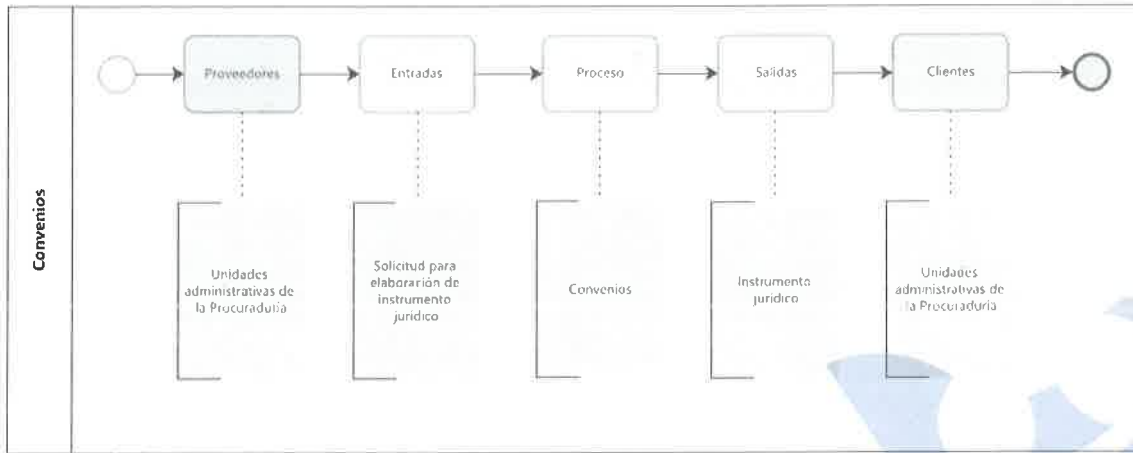 Convenios
Proveedores
Entradas
Proceso
Salidas
Clientes
Unidades
administrativas de
la Procuraduría
Solicitud para
elaboración de
instrumento
jurídico
Convenios
Instrumento
jurídico
Unidades
administrativas de
la Procuraduría